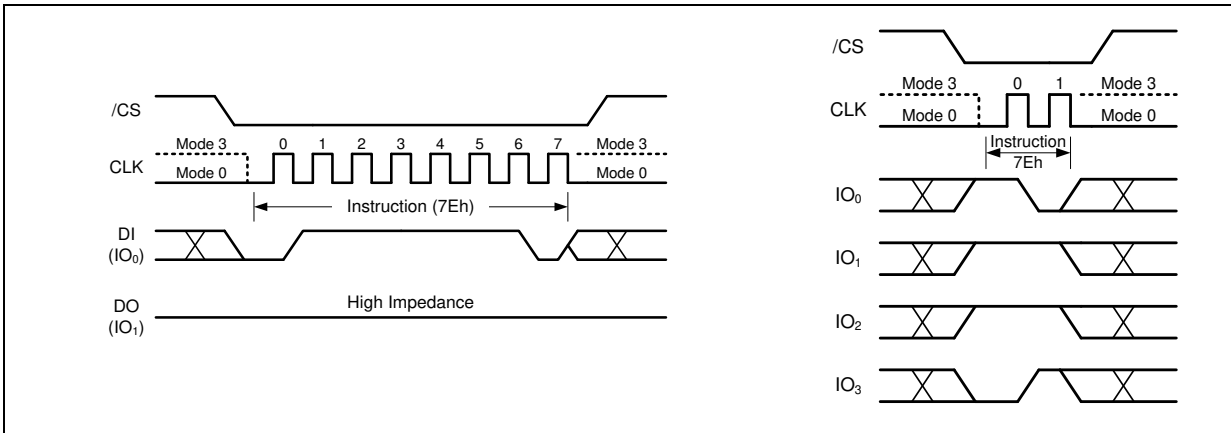 /CS
Mode 3 0 1 2 3 4 5 6 7 Mode 3
CLK
Mode 0 Mode 0
Instruction (7Eh)
DI
(IO₀)
High Impedance
DO
(IO₁)
/CS
Mode 3 0 1 Mode 3
CLK
Mode 0 Mode 0
Instruction
7Eh
IO₀
IO₁
IO₂
IO₃